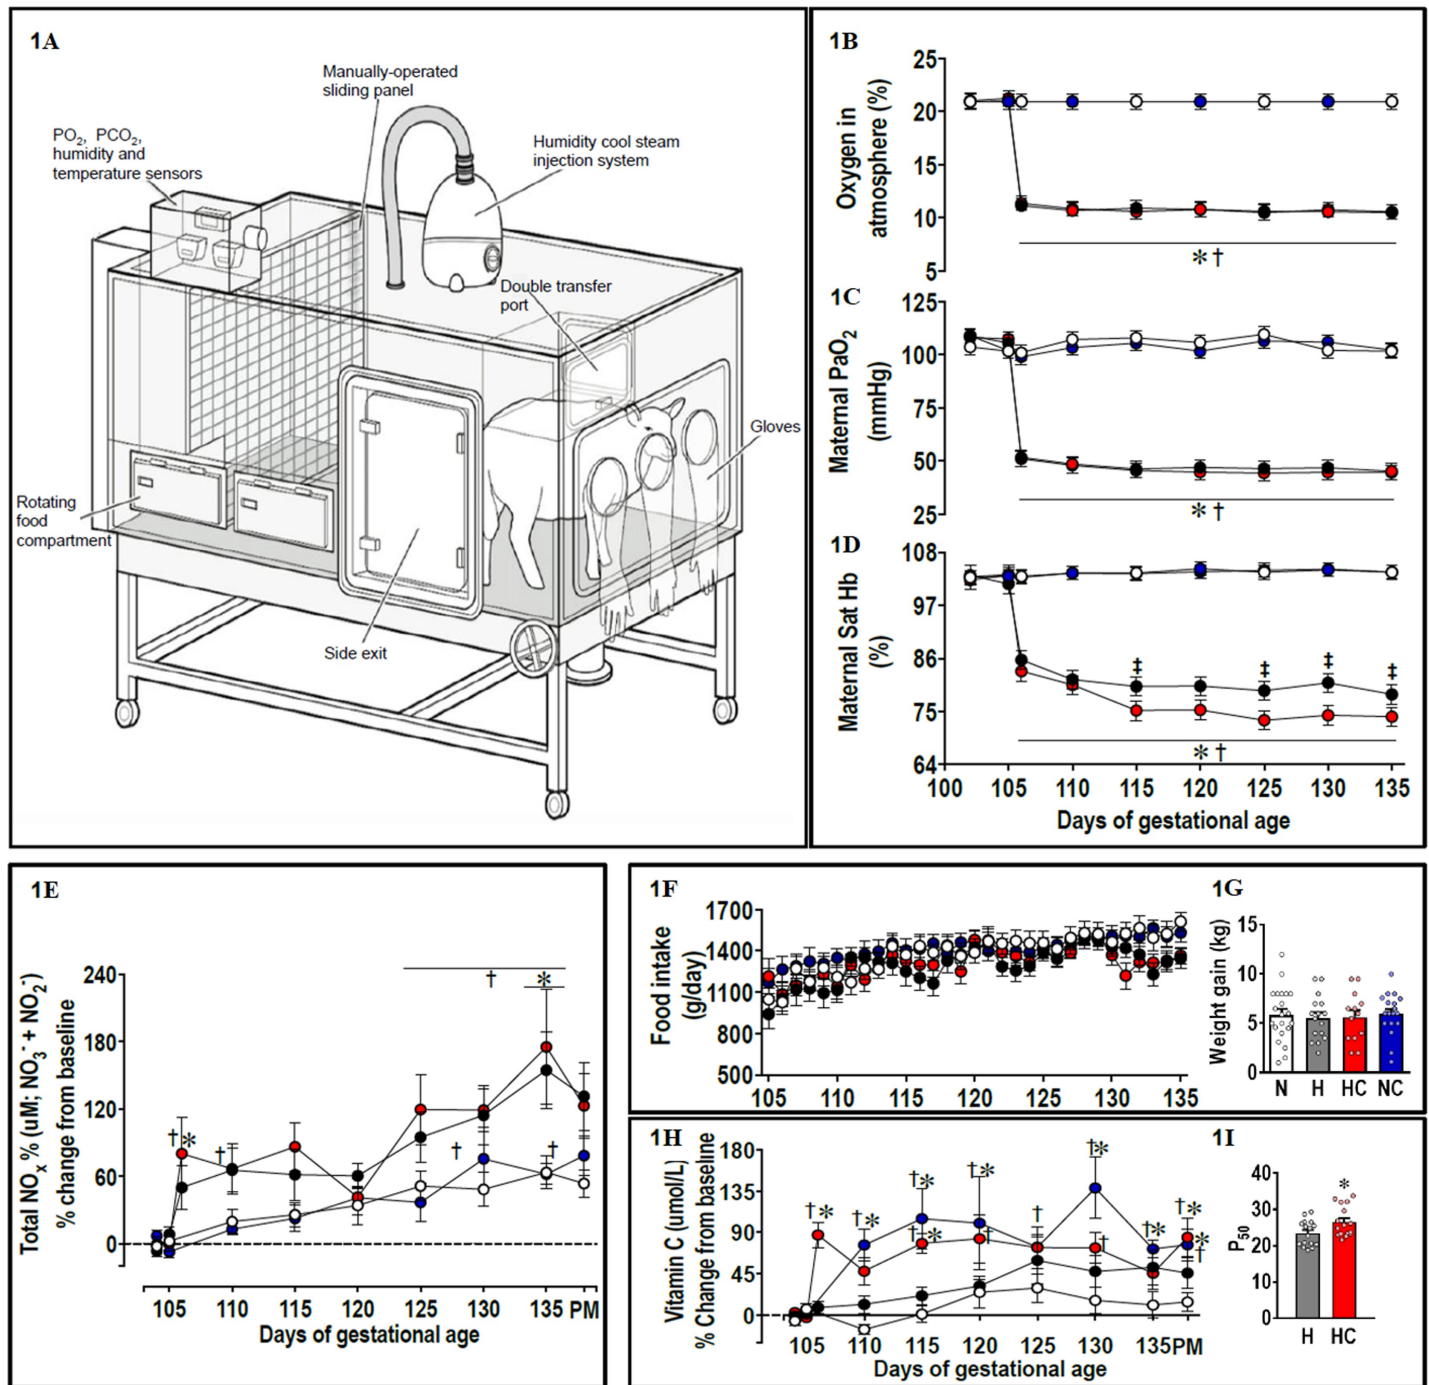 1A
Manually-operated
sliding panel
PO2, PCO2,
humidity and
temperature sensors
Humidity cool steam
injection system
Double transfer
port
Gloves
Rotating
food
compartment
Side exit
1B
Oxygen in
atmosphere (%)
25
20
15
10
5
*†
1C
Maternal PaO2
(mmHg)
125
100
75
50
25
*†
1D
Maternal Sat Hb
(%)
108
97
86
75
64
‡ ‡ ‡ ‡
*†
100 105 110 115 120 125 130 135
Days of gestational age
1E
Total NOx % (uM; NO3- + NO2-)
% change from baseline
240
180
120
60
0
† *
†* † † †
105 110 115 120 125 130 135 PM
Days of gestational age
1F
Food intake
(g/day)
1700
1400
1100
800
500
105 110 115 120 125 130 135
1G
Weight gain (kg)
15
10
5
0
N H HC NC
1H
Vitamin C (umol/L)
% Change from baseline
180
135
90
45
0
†* †* †* †* † †* †* †*
†* † † *†
105 110 115 120 125 130 135 PM
Days of gestational age
1I
P50
40
30
20
10
0
*
H HC